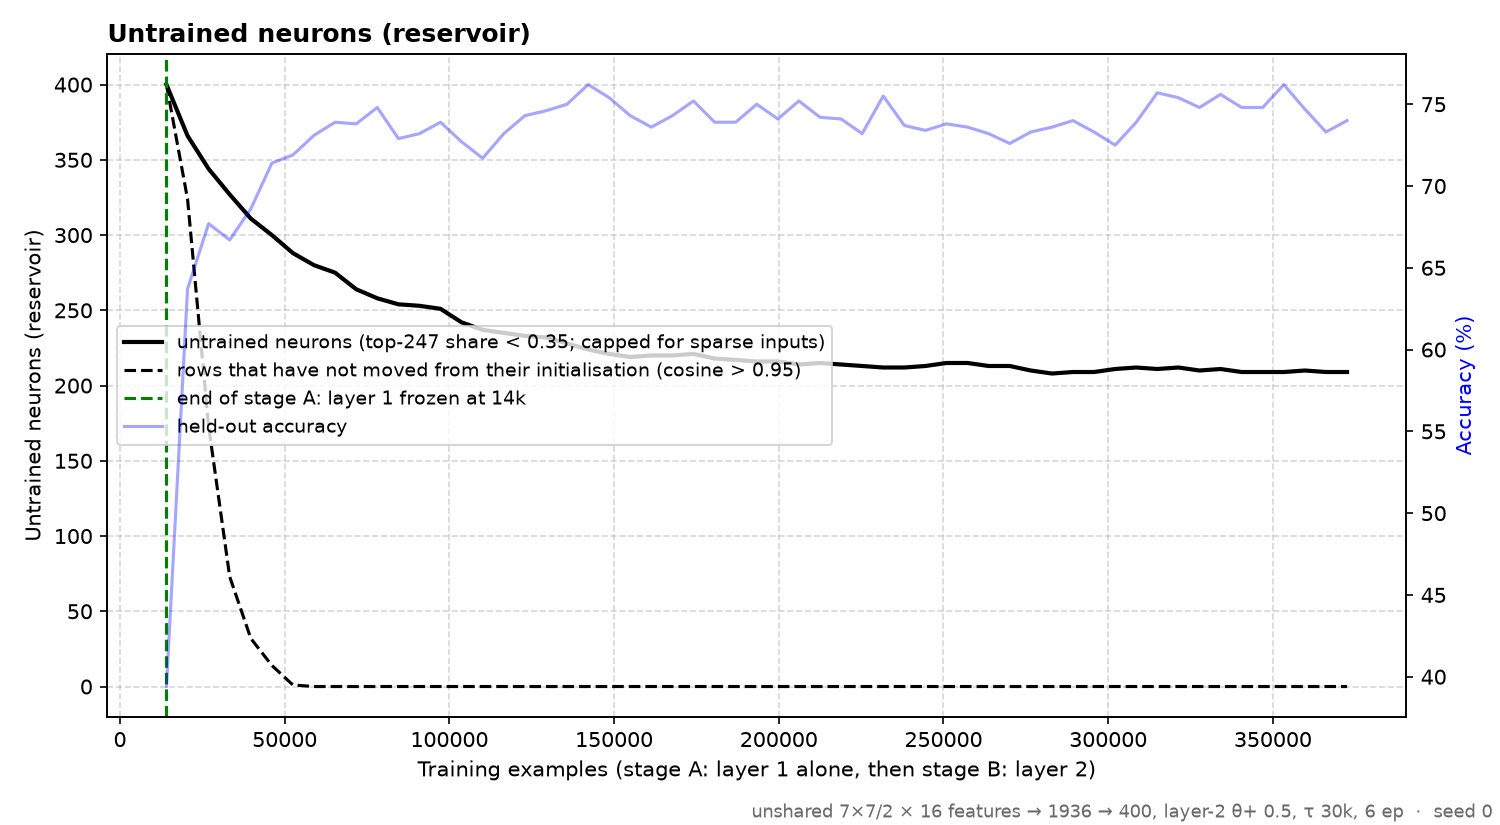 Untrained neurons (reservoir)
400
350
300
250
200
150
100
50
0
Untrained neurons (reservoir)
75
70
65
60
55
50
45
40
Accuracy (%)
untrained neurons (top-247 share < 0.35; capped for sparse inputs)
rows that have not moved from their initialisation (cosine > 0.95)
end of stage A: layer 1 frozen at 14k
held-out accuracy
0 50000 100000 150000 200000 250000 300000 350000
Training examples (stage A: layer 1 alone, then stage B: layer 2)
unshared 7×7/2 × 16 features → 1936 → 400, layer-2 θ+ 0.5, τ 30k, 6 ep · seed 0